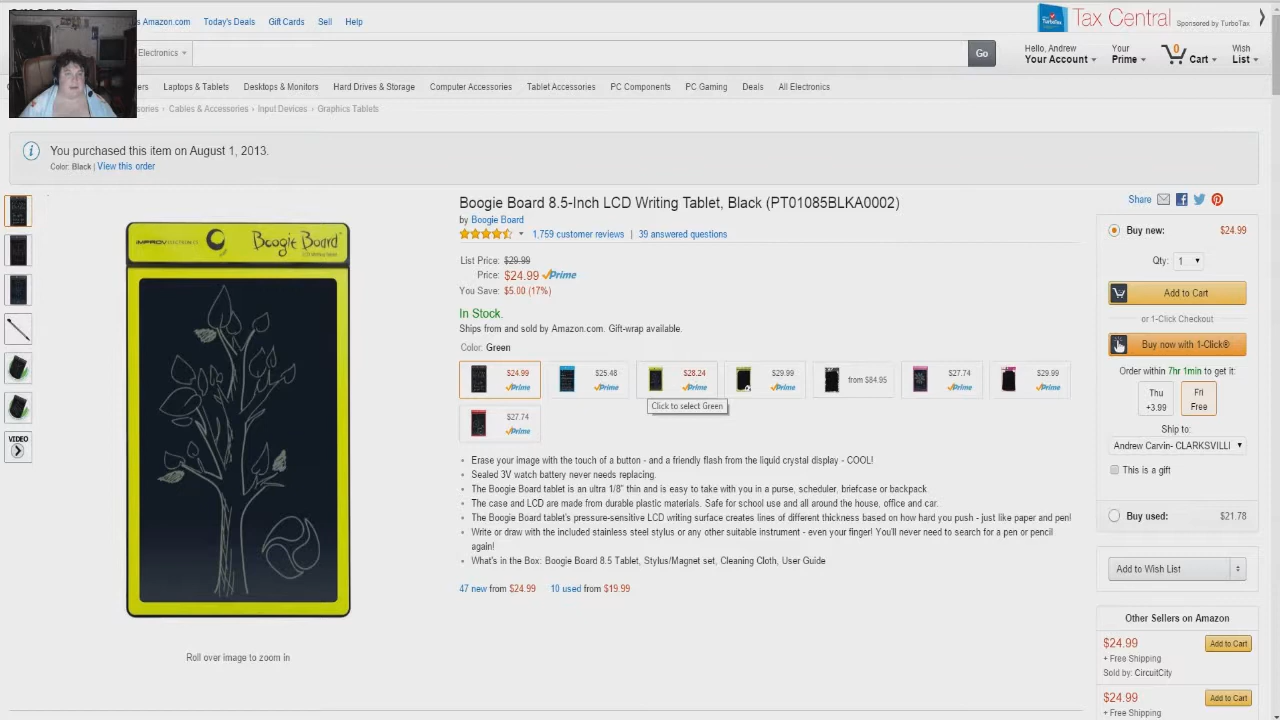 s Amazon.com Today's Deals Gift Cards Sell Help
Tax Central Sponsored by TurboTax
Electronics
Go
Hello, Andrew
Your Account
Your
Prime
0
Cart
Wish
List
Laptops & Tablets Desktops & Monitors Hard Drives & Storage Computer Accessories Tablet Accessories PC Components PC Gaming Deals All Electronics
ssories › Cables & Accessories › Input Devices › Graphics Tablets
You purchased this item on August 1, 2013.
Color: Black | View this order
VIDEO
IMPROV ELECTRONICS
Boogie Board
LCD Writing Tablet
Roll over image to zoom in
Boogie Board 8.5-Inch LCD Writing Tablet, Black (PT01085BLKA0002)
by Boogie Board
1,759 customer reviews | 39 answered questions
List Price: $29.99
Price: $24.99 Prime
You Save: $5.00 (17%)
In Stock.
Ships from and sold by Amazon.com. Gift-wrap available.
Color: Green
$24.99 Prime
$25.48 Prime
$28.24 Prime
$29.99 Prime
from $84.95
$27.74 Prime
$29.99 Prime
Click to select Green
$27.74 Prime
• Erase your image with the touch of a button - and a friendly flash from the liquid crystal display - COOL!
• Sealed 3V watch battery never needs replacing.
• The Boogie Board tablet is an ultra 1/8" thin and is easy to take with you in a purse, scheduler, briefcase or backpack.
• The case and LCD are made from durable plastic materials. Safe for school use and all around the house, office and car.
• The Boogie Board tablet's pressure-sensitive LCD writing surface creates lines of different thickness based on how hard you push - just like paper and pen!
• Write or draw with the included stainless steel stylus or any other suitable instrument - even your finger! You'll never need to search for a pen or pencil
again!
• What's in the Box: Boogie Board 8.5 Tablet, Stylus/Magnet set, Cleaning Cloth, User Guide
47 new from $24.99 10 used from $19.99
Share
Buy new: $24.99
Qty: 1
Add to Cart
or 1-Click Checkout
Buy now with 1-Click®
Order within 7hr 1min to get it:
Thu
+3.99
Fri
Free
Ship to:
Andrew Carvin- CLARKSVILLI
This is a gift
Buy used: $21.78
Add to Wish List
Other Sellers on Amazon
$24.99 Add to Cart
+ Free Shipping
Sold by: CircuitCity
$24.99 Add to Cart
+ Free Shipping